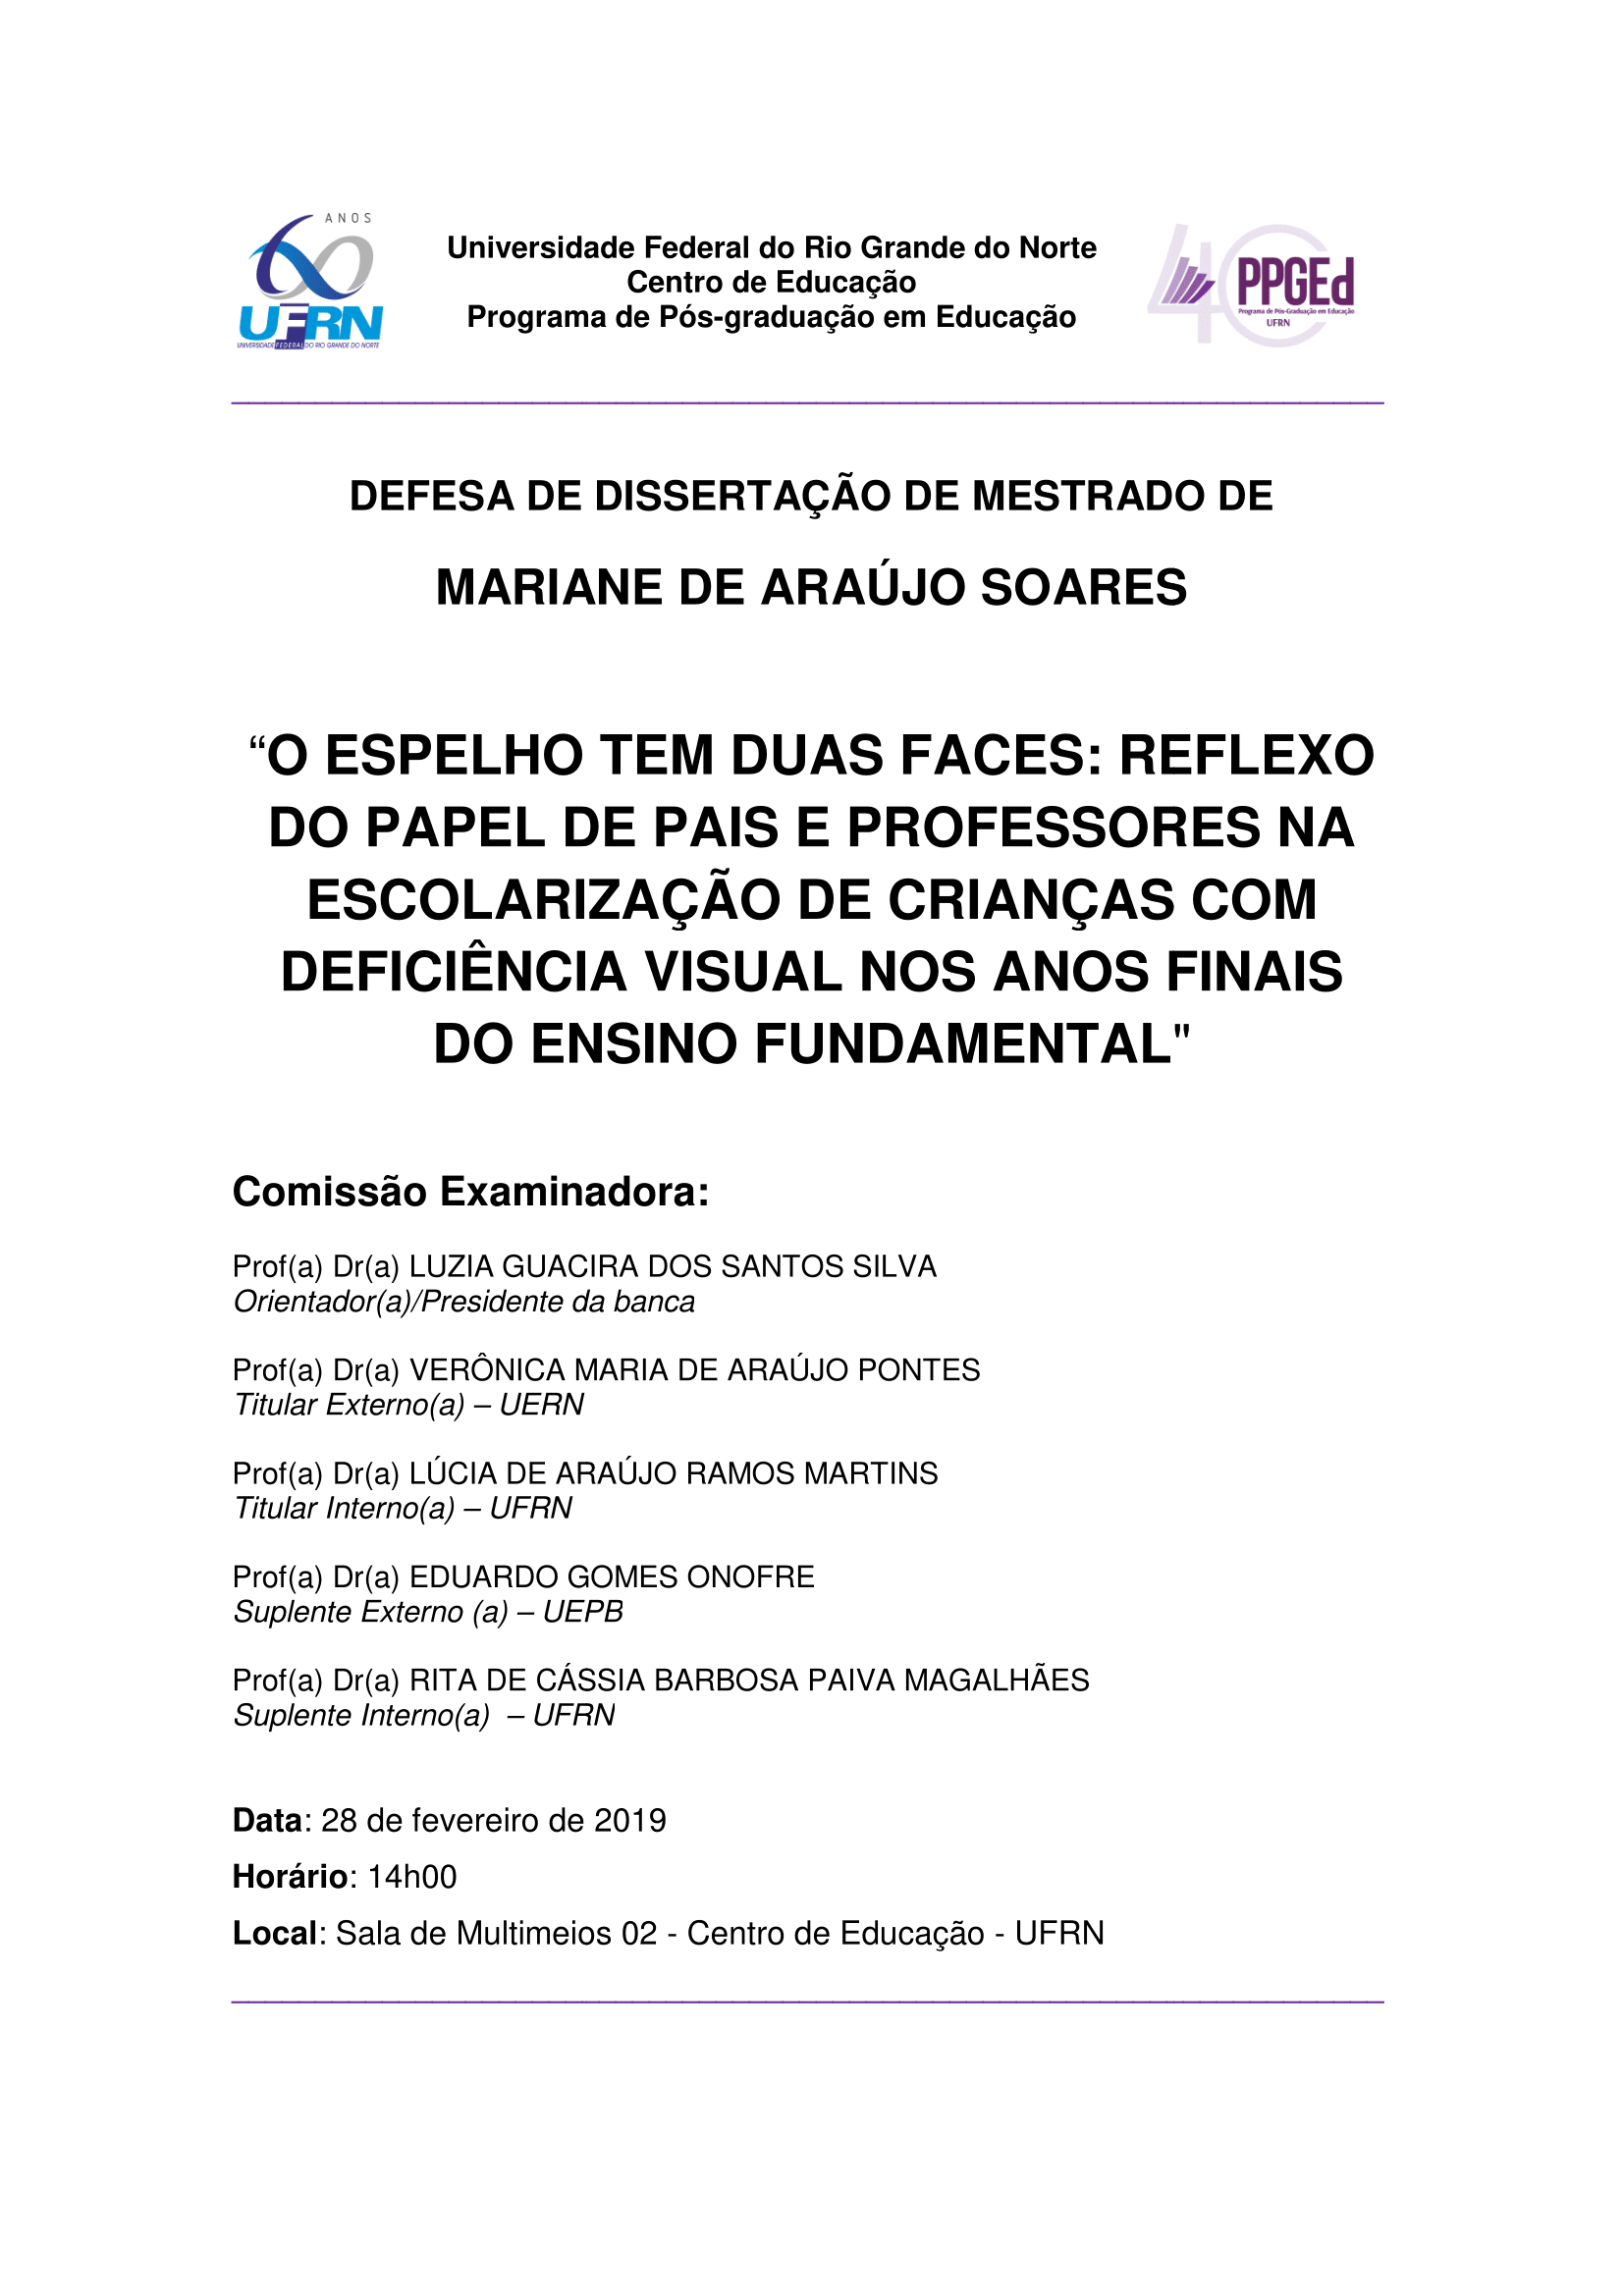 ANOS
UFRN
UNIVERSIDADE FEDERAL DO RIO GRANDE DO NORTE
Universidade Federal do Rio Grande do Norte
Centro de Educação
Programa de Pós-graduação em Educação
40
PPGEd
Programa de Pós-Graduação em Educação
UFRN
DEFESA DE DISSERTAÇÃO DE MESTRADO DE
MARIANE DE ARAÚJO SOARES
“O ESPELHO TEM DUAS FACES: REFLEXO
DO PAPEL DE PAIS E PROFESSORES NA
ESCOLARIZAÇÃO DE CRIANÇAS COM
DEFICIÊNCIA VISUAL NOS ANOS FINAIS
DO ENSINO FUNDAMENTAL"
Comissão Examinadora:
Prof(a) Dr(a) LUZIA GUACIRA DOS SANTOS SILVA
Orientador(a)/Presidente da banca
Prof(a) Dr(a) VERÔNICA MARIA DE ARAÚJO PONTES
Titular Externo(a) – UERN
Prof(a) Dr(a) LÚCIA DE ARAÚJO RAMOS MARTINS
Titular Interno(a) – UFRN
Prof(a) Dr(a) EDUARDO GOMES ONOFRE
Suplente Externo (a) – UEPB
Prof(a) Dr(a) RITA DE CÁSSIA BARBOSA PAIVA MAGALHÃES
Suplente Interno(a)  – UFRN
Data: 28 de fevereiro de 2019
Horário: 14h00
Local: Sala de Multimeios 02 - Centro de Educação - UFRN